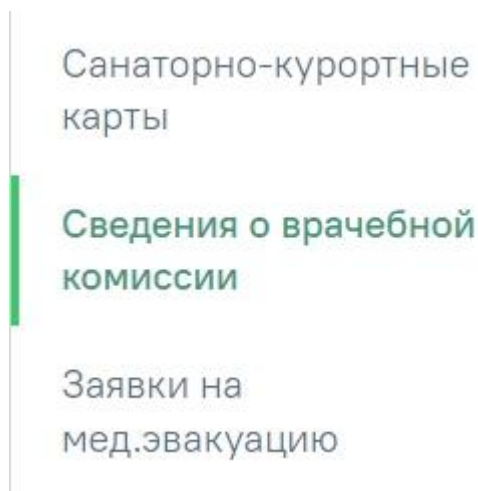 Санаторно-курортные
карты
Сведения о врачебной
комиссии
Заявки на
мед.эвакуацию